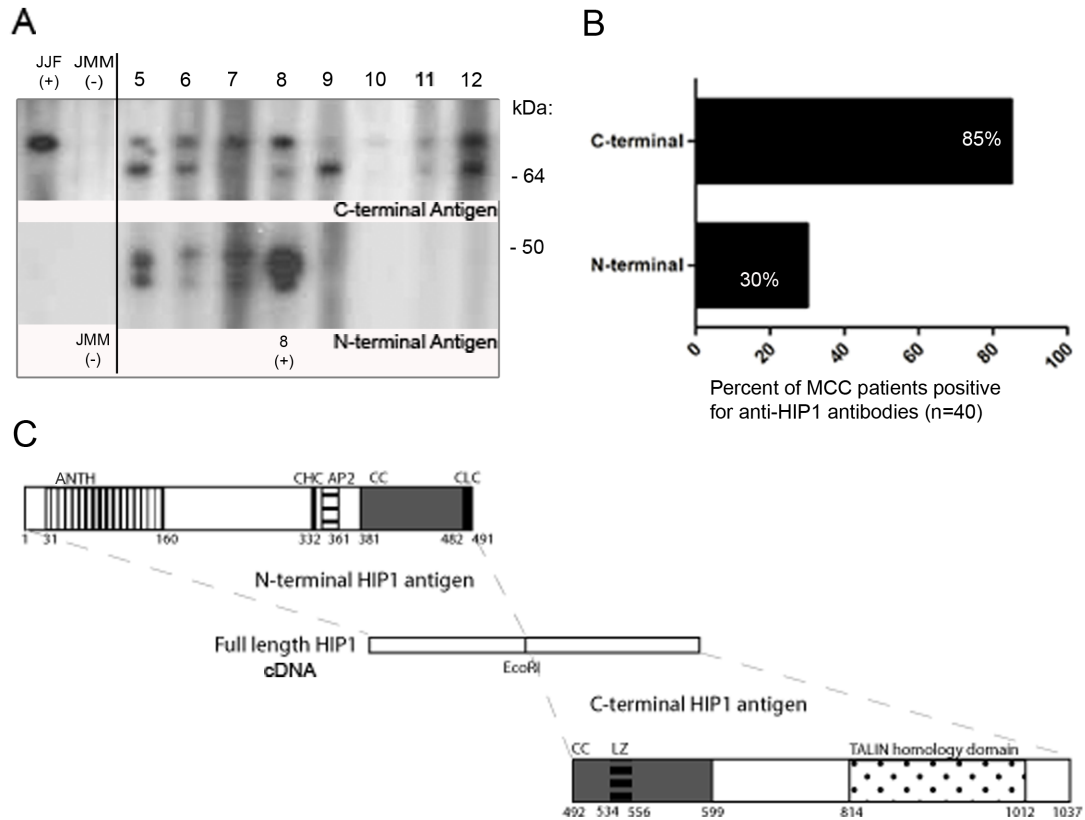 A
JJF JMM
(+) (-) 5 6 7 8 9 10 11 12
kDa:
- 64
C-terminal Antigen
- 50
JMM 8 N-terminal Antigen
(-) (+)
B
C-terminal 85%
N-terminal 30%
0 20 40 60 80 100
Percent of MCC patients positive
for anti-HIP1 antibodies (n=40)
C
ANTH CHC AP2 CC CLC
1 31 160 332 361 381 482 491
N-terminal HIP1 antigen
Full length HIP1
cDNA
EcoRI
C-terminal HIP1 antigen
CC LZ TALIN homology domain
492 534 556 599 814 1012 1037